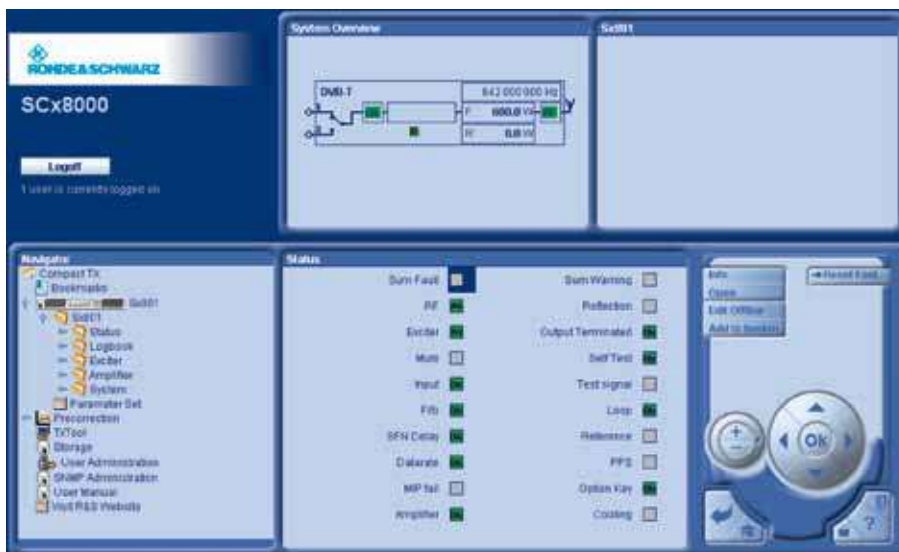 System Overview
Sx801
ROHDE & SCHWARZ
SCx8000
DVB-T
642 000 000 Hz
P 600.0 W
R 0.0 W
Logoff
1 user is currently logged on
Navigator
Compact TX
Bookmarks
Sx801
Sx801
Status
Logbook
Exciter
Amplifier
System
Parameter Set
Precorrection
TxTool
Storage
User Administration
SNMP Administration
User Manual
Visit R&S Website
Status
Sum Fault
RF
Exciter
Mute
Input
Fifo
SFN Delay
Datarate
MIP fail
Amplifier
Sum Warning
Reflection
Output Terminated
Self Test
Test signal
Loop
Reference
PPS
Option Key
Cooling
Info
Open
Edit Offline
Reset Fault
+
-
Ok
?